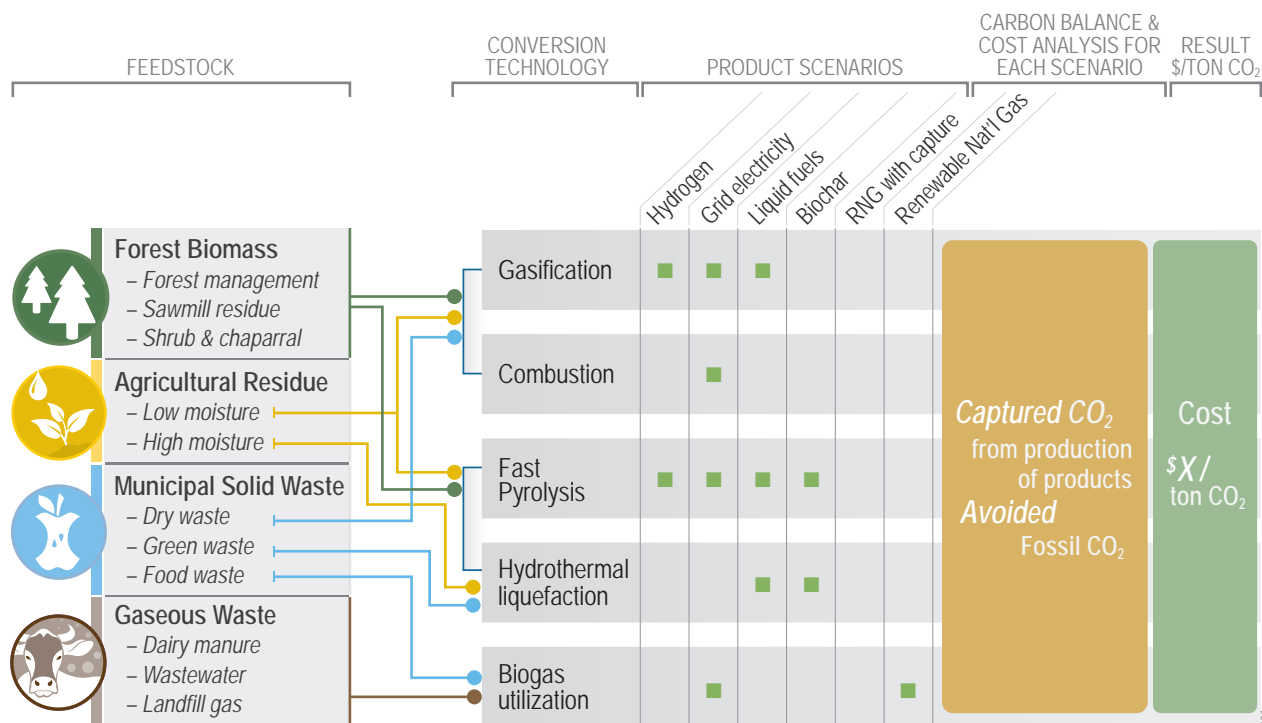 FEEDSTOCK
CONVERSION
TECHNOLOGY
PRODUCT SCENARIOS
CARBON BALANCE &
COST ANALYSIS FOR
EACH SCENARIO
RESULT
$/TON CO₂
Hydrogen
Grid electricity
Liquid fuels
Biochar
RNG with capture
Renewable Nat'l Gas
Forest Biomass
– Forest management
– Sawmill residue
– Shrub & chaparral
Agricultural Residue
– Low moisture
– High moisture
Municipal Solid Waste
– Dry waste
– Green waste
– Food waste
Gaseous Waste
– Dairy manure
– Wastewater
– Landfill gas
Gasification
Combustion
Fast
Pyrolysis
Hydrothermal
liquefaction
Biogas
utilization
Captured CO₂
from production
of products
Avoided
Fossil CO₂
Cost
$X/
ton CO₂